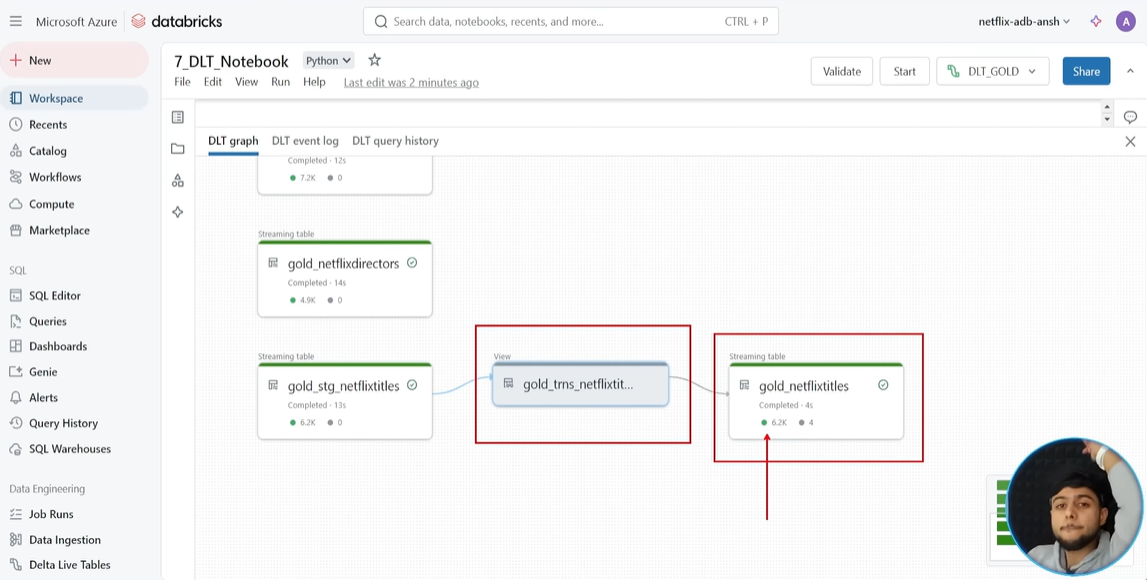 Microsoft Azure
databricks
Search data, notebooks, recents, and more...
CTRL + P
netflix-adb-ansh
A
New
Workspace
Recents
Catalog
Workflows
Compute
Marketplace
SQL
SQL Editor
Queries
Dashboards
Genie
Alerts
Query History
SQL Warehouses
Data Engineering
Job Runs
Data Ingestion
Delta Live Tables
7_DLT_Notebook
Python
File Edit View Run Help Last edit was 2 minutes ago
Validate
Start
DLT_GOLD
Share
DLT graph DLT event log DLT query history
Completed · 12s
7.2K 0
Streaming table
gold_netflixdirectors
Completed · 14s
4.9K 0
Streaming table
gold_stg_netflixtitles
Completed · 13s
6.2K 0
View
gold_trns_netflixtit...
Streaming table
gold_netflixtitles
Completed · 4s
6.2K 4